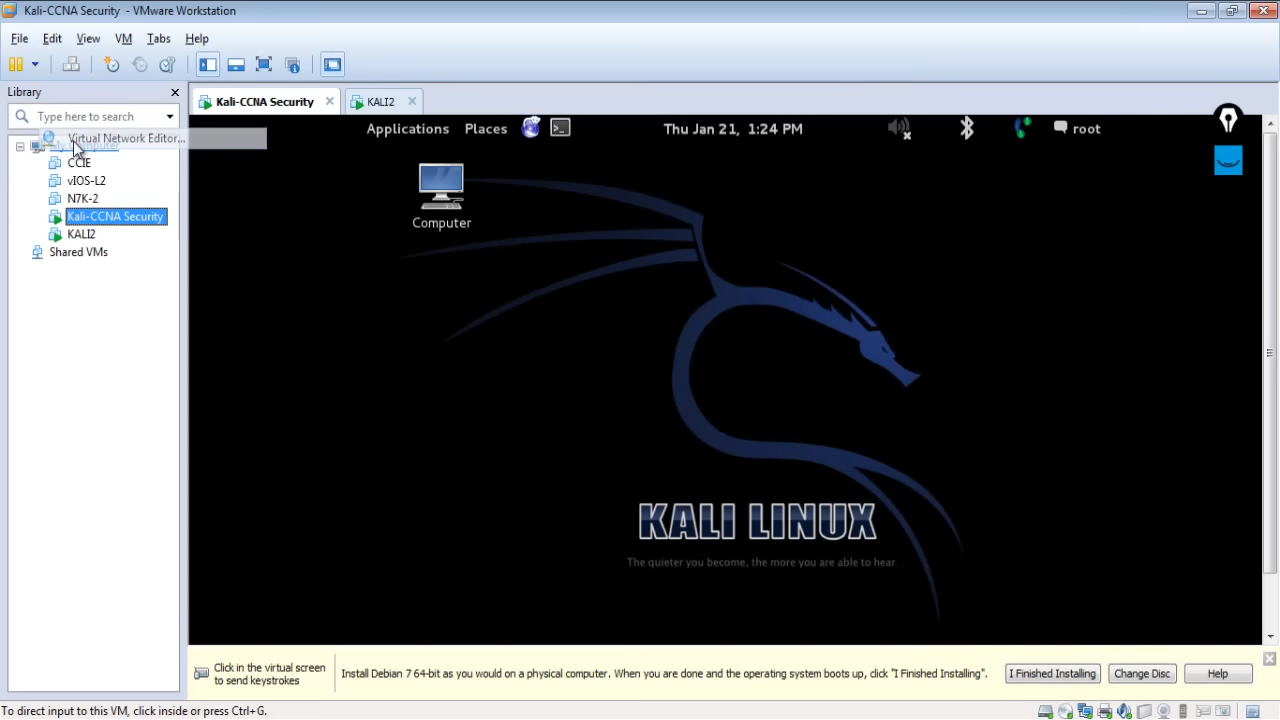 Kali-CCNA Security - VMware Workstation
File Edit View VM Tabs Help
Library
Type here to search
Virtual Network Editor...
CCIE
vIOS-L2
N7K-2
Kali-CCNA Security
KALI2
Shared VMs
Kali-CCNA Security KALI2
Applications Places Thu Jan 21, 1:24 PM root
Computer
KALI LINUX
The quieter you become, the more you are able to hear
Click in the virtual screen
to send keystrokes
Install Debian 7 64-bit as you would on a physical computer. When you are done and the operating system boots up, click "I Finished Installing".
I Finished Installing Change Disc Help
To direct input to this VM, click inside or press Ctrl+G.